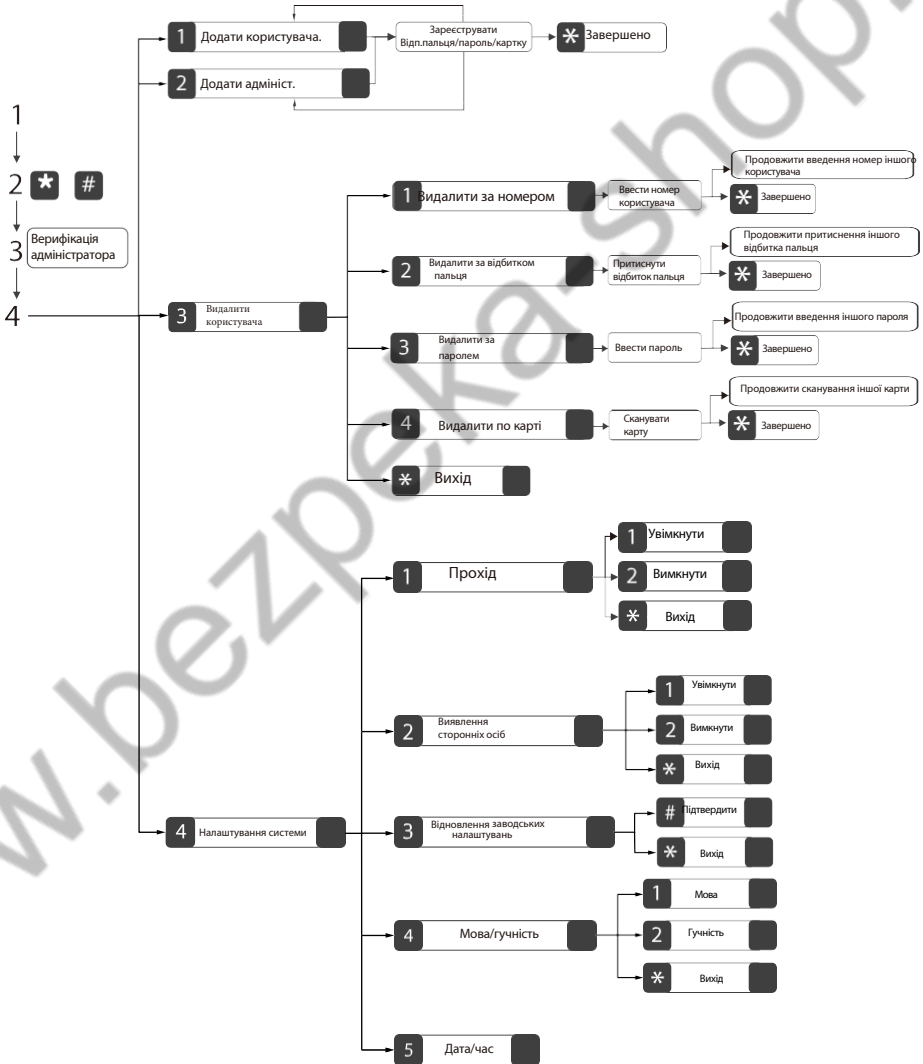 1 Додати користувача.
Зареєструвати
Відп.пальця/пароль/картку
* Завершено
2 Додати адмініст.
1
2 * #
3 Верифікація
адміністратора
4
3 Видалити
користувача
1 Видалити за номером
Ввести номер
користувача
Продовжити введення номер іншого
користувача
* Завершено
2 Видалити за відбитком
пальця
Притиснути
відбиток пальця
Продовжити притиснення іншого
відбитка пальця
* Завершено
3 Видалити за
паролем
Ввести пароль
Продовжити введення іншого пароля
* Завершено
4 Видалити по карті
Сканувати
карту
Продовжити сканування іншої карти
* Завершено
* Вихід
4 Налаштування системи
1 Прохід
1 Увімкнути
2 Вимкнути
* Вихід
2 Виявлення
сторонніх осіб
1 Увімкнути
2 Вимкнути
* Вихід
3 Відновлення заводських
налаштувань
# Підтвердити
* Вихід
4 Мова/гучність
1 Мова
2 Гучність
* Вихід
5 Дата/час
w.bezpeka-shop.